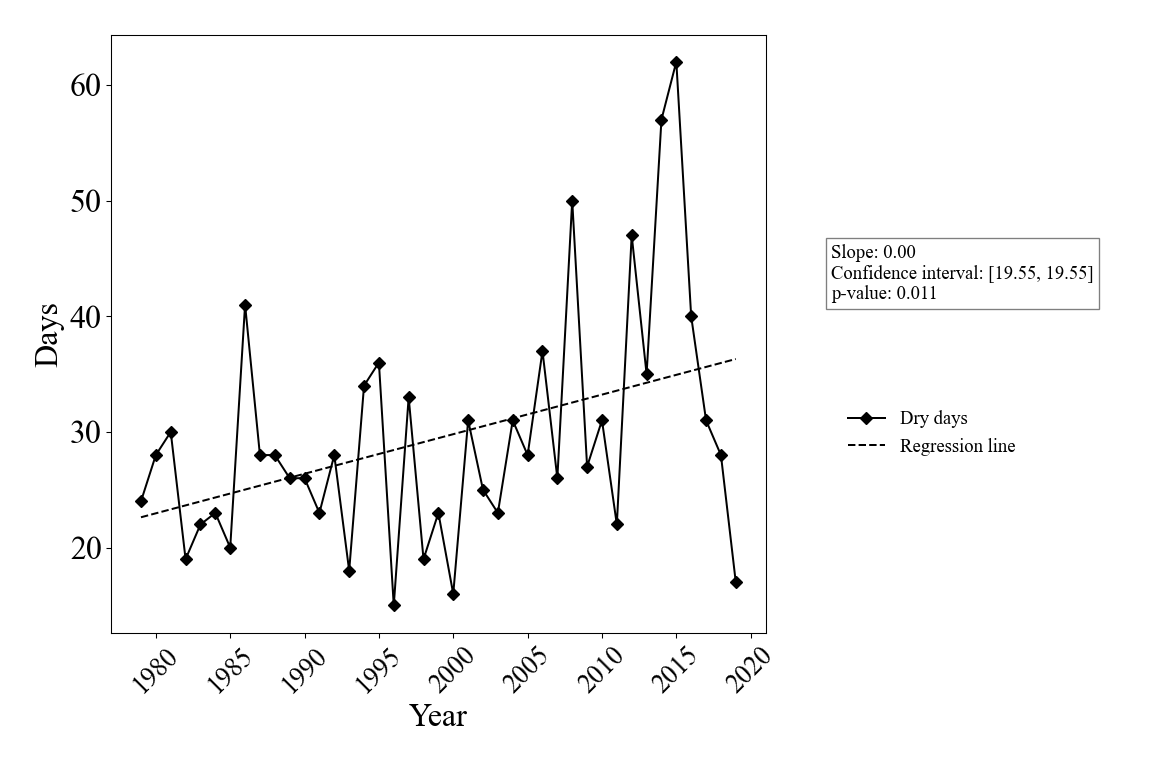 60
50
40
30
20
Days
1980
1985
1990
1995
2000
2005
2010
2015
2020
Year
Slope: 0.00
Confidence interval: [19.55, 19.55]
p-value: 0.011
Dry days
Regression line